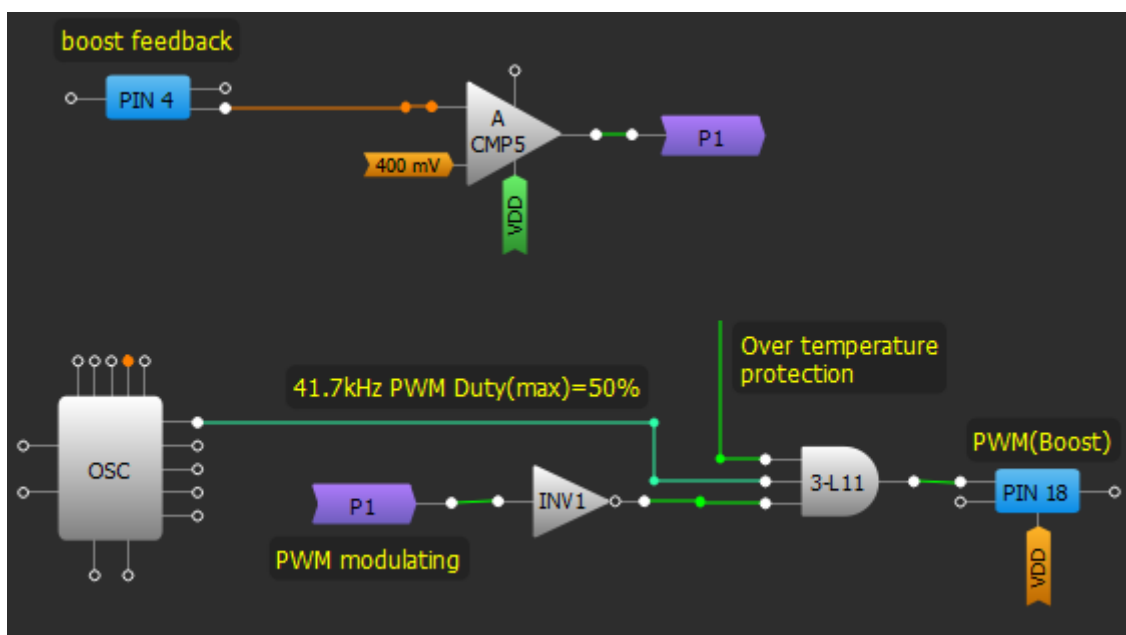 boost feedback
PIN 4
A
CMP5
400 mV
P1
VDD
Over temperature
protection
41.7kHz PWM Duty(max)=50%
PWM(Boost)
OSC
3-L11
PIN 18
P1
INV1
PWM modulating
VDD